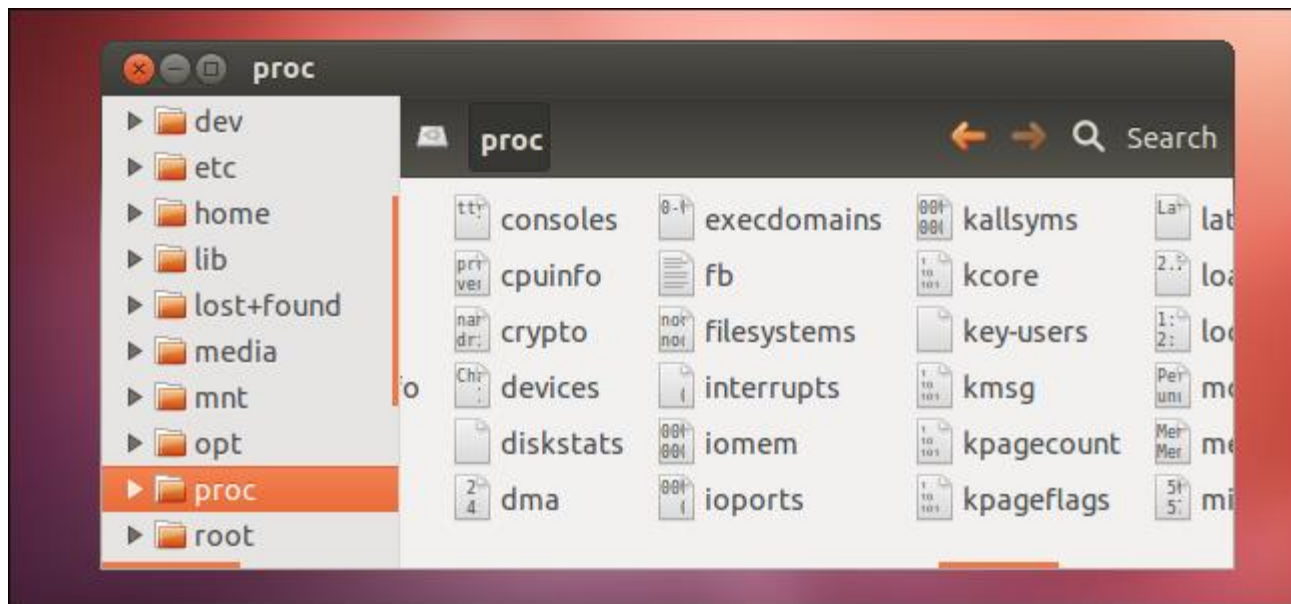 proc
dev
etc
home
lib
lost+found
media
mnt
opt
proc
root
proc Search
consoles execdomains kallsyms
cpuinfo fb kcore
crypto filesystems key-users
devices interrupts kmsg
diskstats iomem kpagecount
dma ioports kpageflags